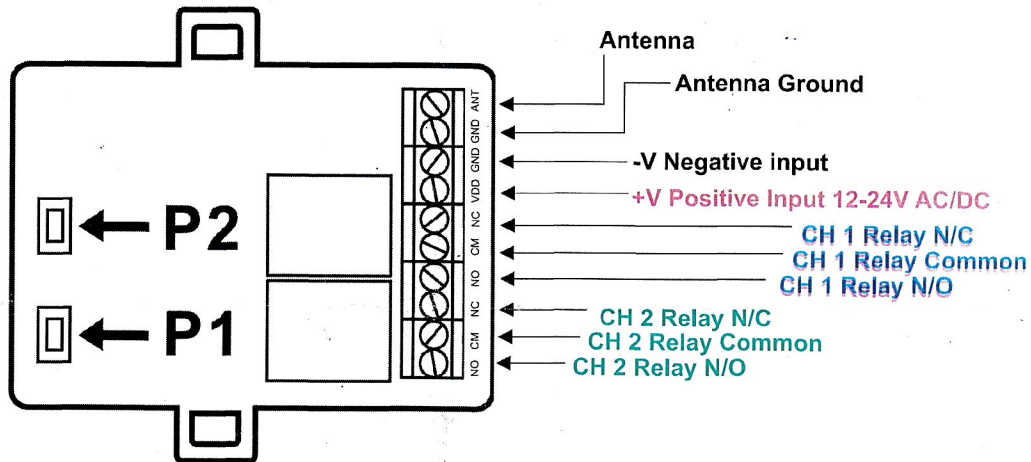 Antenna
Antenna Ground
ANT
GND
GND
-V Negative input
VDD
+V Positive Input 12-24V AC/DC
NC
CH 1 Relay N/C
CM
CH 1 Relay Common
NO
CH 1 Relay N/O
NC
CH 2 Relay N/C
CM
CH 2 Relay Common
NO
CH 2 Relay N/O
P2
P1